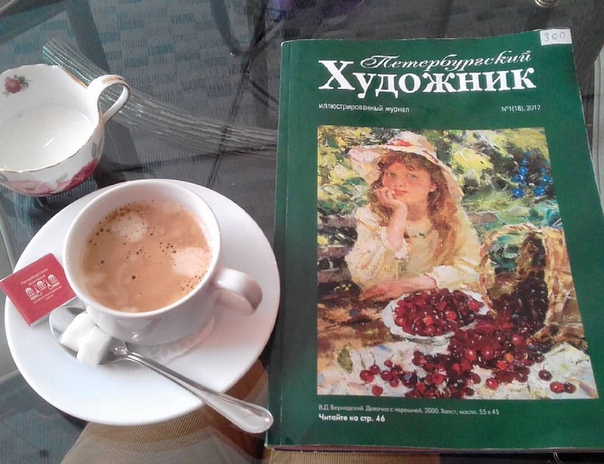 300
Петербургский
Художник
иллюстрированный журнал
№1(18), 2012
В.Д. Вернадский. Девочка с черешней. 2000. Холст, масло. 55 х 45
Читайте на стр. 46